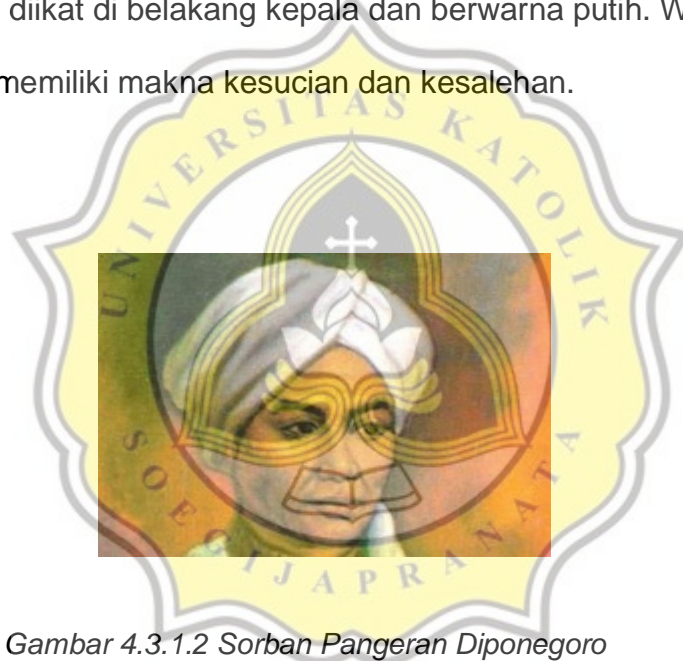 diikat di belakang kepala dan berwarna putih. W
memiliki makna kesucian dan kesalehan.
UNIVERSITAS KATOLIK
SOEGIJAPRANATA
Gambar 4.3.1.2 Sorban Pangeran Diponegoro